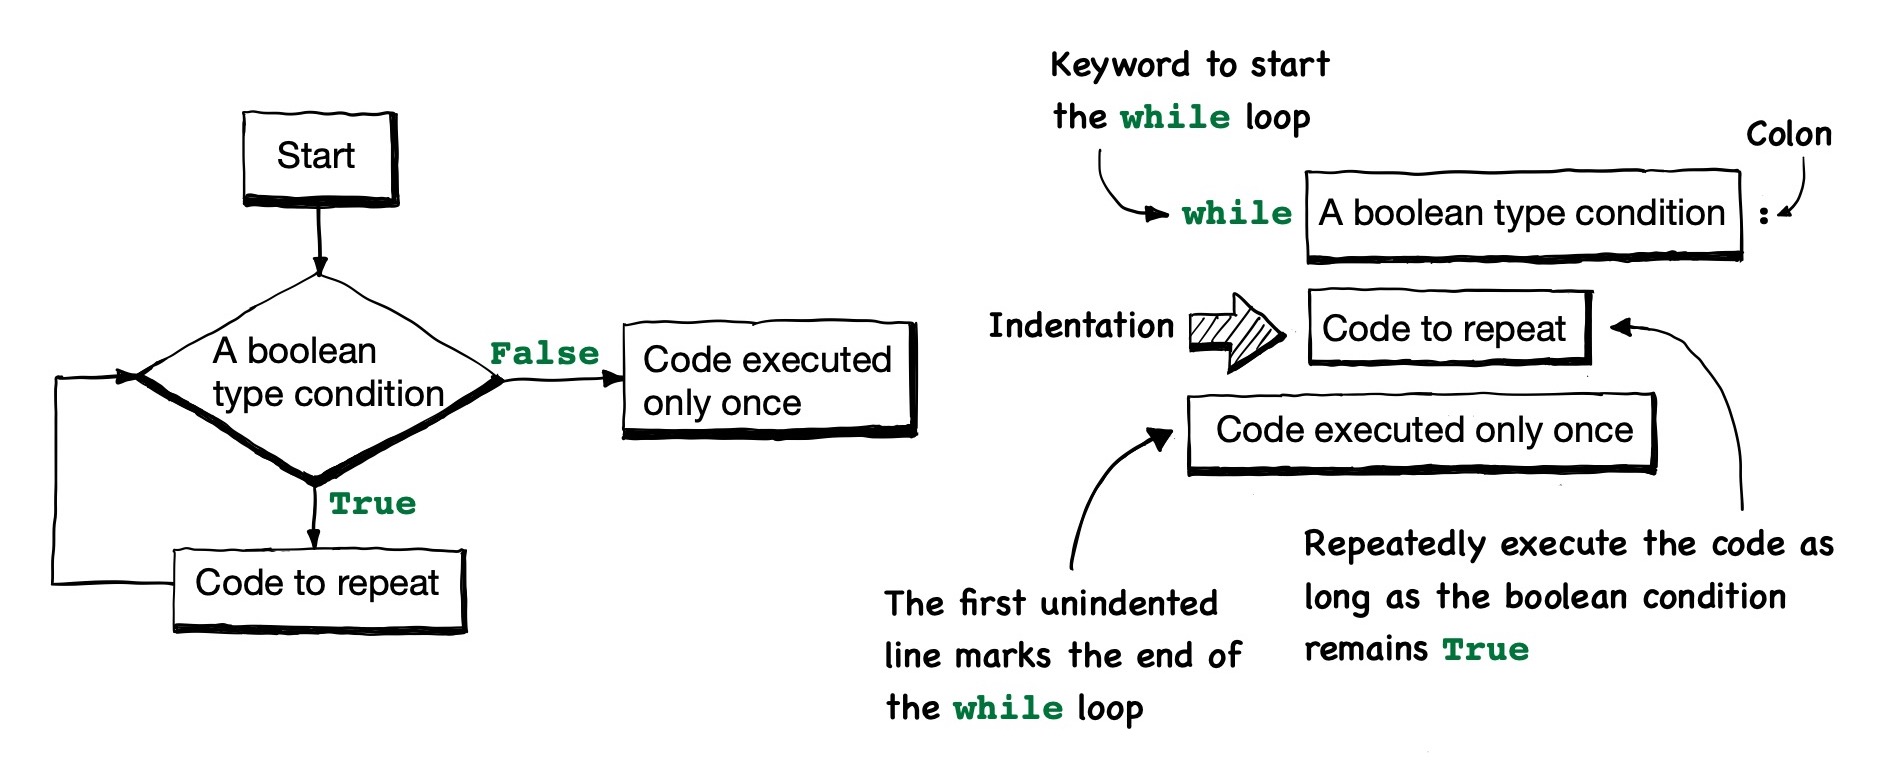 Start
A boolean
type condition
False
Code executed
only once
True
Code to repeat
Keyword to start
the while loop
Colon
while A boolean type condition :
Indentation
Code to repeat
Code executed only once
The first unindented
line marks the end of
the while loop
Repeatedly execute the code as
long as the boolean condition
remains True